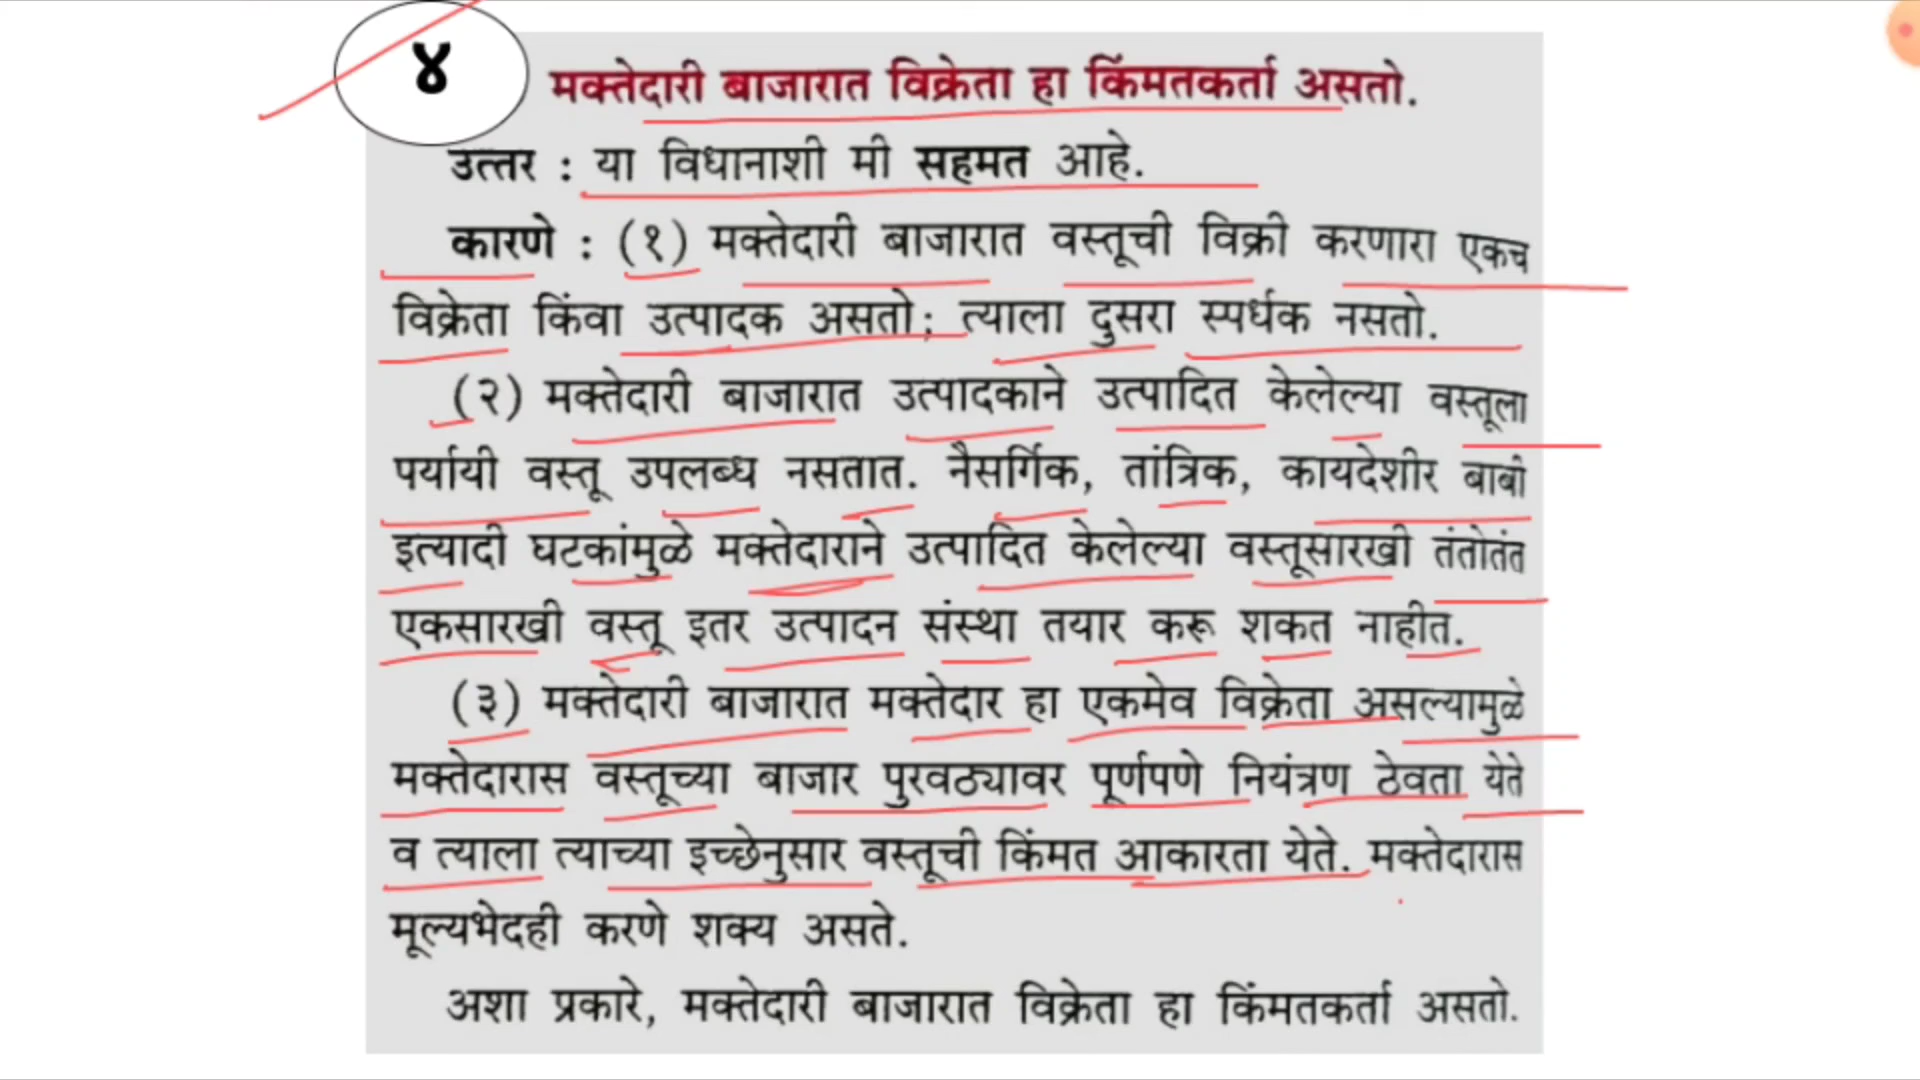 ४
मक्तेदारी बाजारात विक्रेता हा किंमतकर्ता असतो.
उत्तर : या विधानाशी मी सहमत आहे.
कारणे : (१) मक्तेदारी बाजारात वस्तूची विक्री करणारा एकच
विक्रेता किंवा उत्पादक असतो; त्याला दुसरा स्पर्धक नसतो.
(२) मक्तेदारी बाजारात उत्पादकाने उत्पादित केलेल्या वस्तूला
पर्यायी वस्तू उपलब्ध नसतात. नैसर्गिक, तांत्रिक, कायदेशीर बाबी
इत्यादी घटकांमुळे मक्तेदाराने उत्पादित केलेल्या वस्तूसारखी तंतोतंत
एकसारखी वस्तू इतर उत्पादन संस्था तयार करू शकत नाहीत.
(३) मक्तेदारी बाजारात मक्तेदार हा एकमेव विक्रेता असल्यामुळे
मक्तेदारास वस्तूच्या बाजार पुरवठ्यावर पूर्णपणे नियंत्रण ठेवता येते
व त्याला त्याच्या इच्छेनुसार वस्तूची किंमत आकारता येते. मक्तेदारास
मूल्यभेदही करणे शक्य असते.
अशा प्रकारे, मक्तेदारी बाजारात विक्रेता हा किंमतकर्ता असतो.